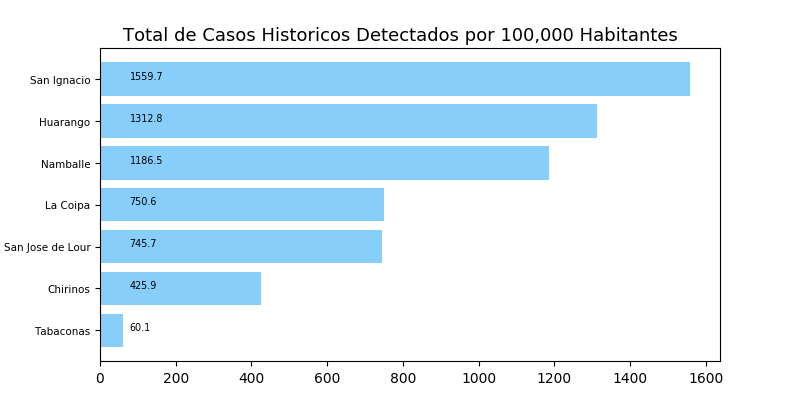 Total de Casos Historicos Detectados por 100,000 Habitantes
San Ignacio 1559.7
Huarango 1312.8
Namballe 1186.5
La Coipa 750.6
San Jose de Lour 745.7
Chirinos 425.9
Tabaconas 60.1
0 200 400 600 800 1000 1200 1400 1600